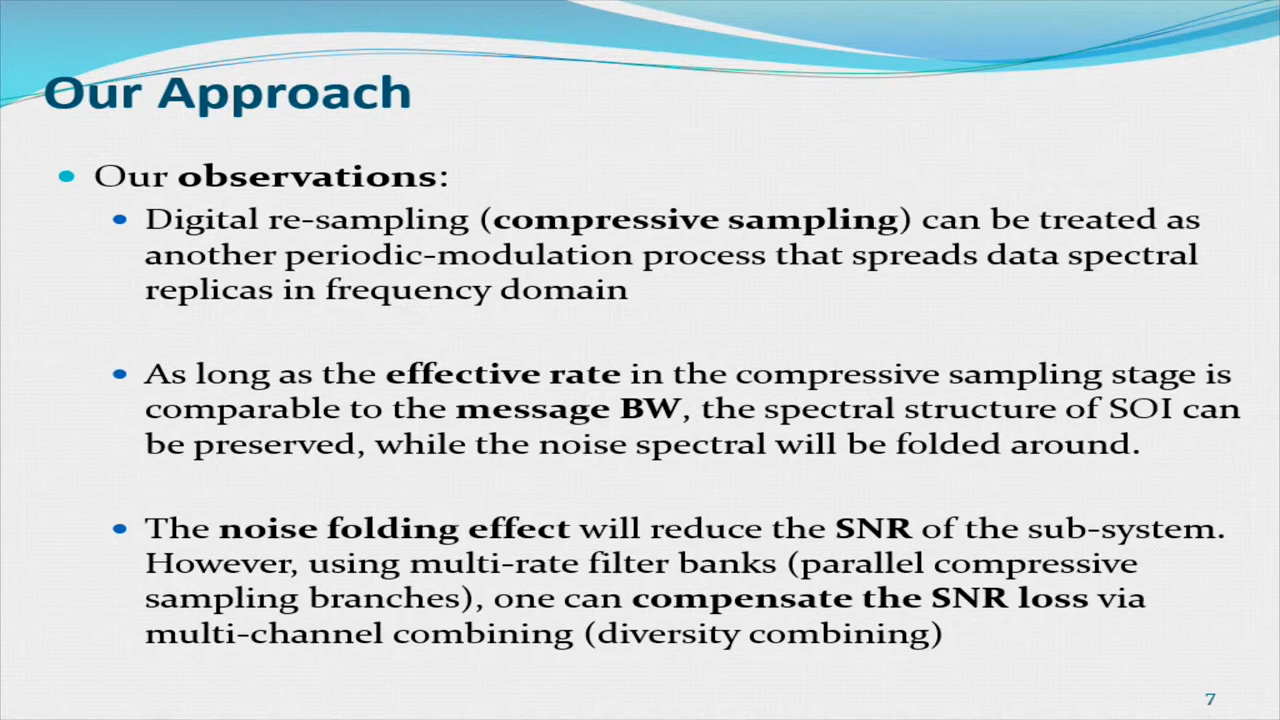 Our Approach
Our observations:
Digital re-sampling (compressive sampling) can be treated as
another periodic-modulation process that spreads data spectral
replicas in frequency domain
As long as the effective rate in the compressive sampling stage is
comparable to the message BW, the spectral structure of SOI can
be preserved, while the noise spectral will be folded around.
The noise folding effect will reduce the SNR of the sub-system.
However, using multi-rate filter banks (parallel compressive
sampling branches), one can compensate the SNR loss via
multi-channel combining (diversity combining)
7